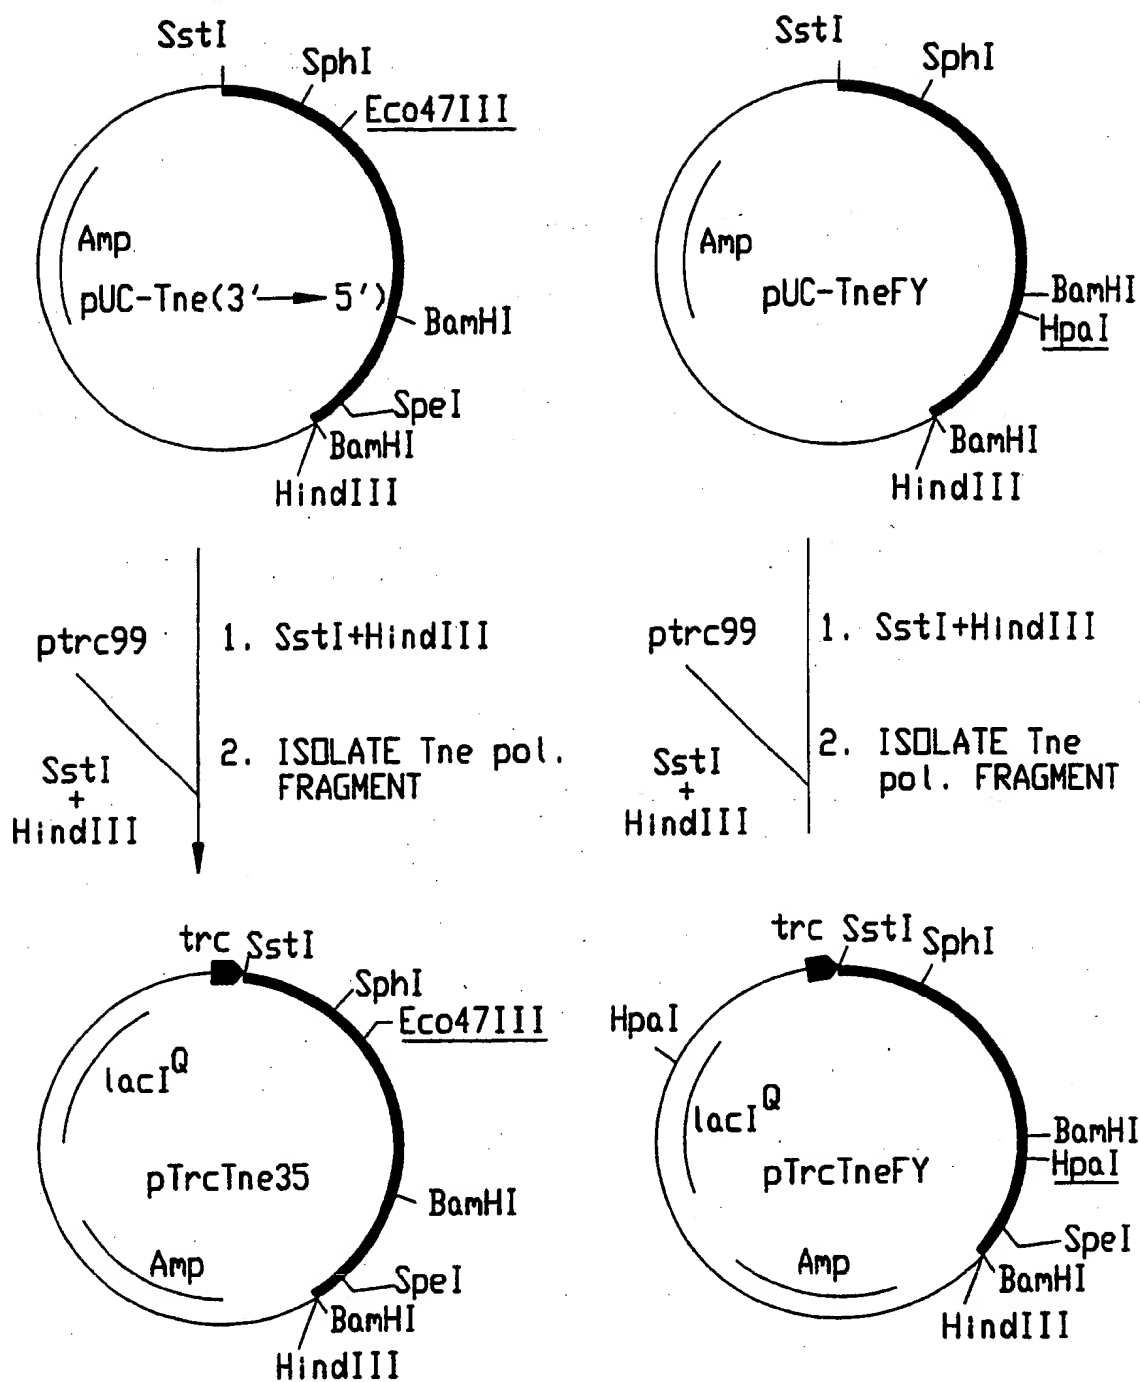 SstI
SphI
Eco47III
Amp
pUC-Tne(3'→5')
BamHI
SpeI
BamHI
HindIII
SstI
SphI
Amp
pUC-TneFY
BamHI
HpaI
BamHI
HindIII
ptrc99
1. SstI+HindIII
2. ISOLATE Tne pol.
FRAGMENT
SstI
+
HindIII
ptrc99
1. SstI+HindIII
2. ISOLATE Tne
pol. FRAGMENT
SstI
+
HindIII
trc
SstI
SphI
Eco47III
lacI^Q
pTrcTne35
BamHI
Amp
SpeI
BamHI
HindIII
trc
SstI
SphI
HpaI
lacI^Q
pTrcTneFY
BamHI
HpaI
Amp
SpeI
BamHI
HindIII